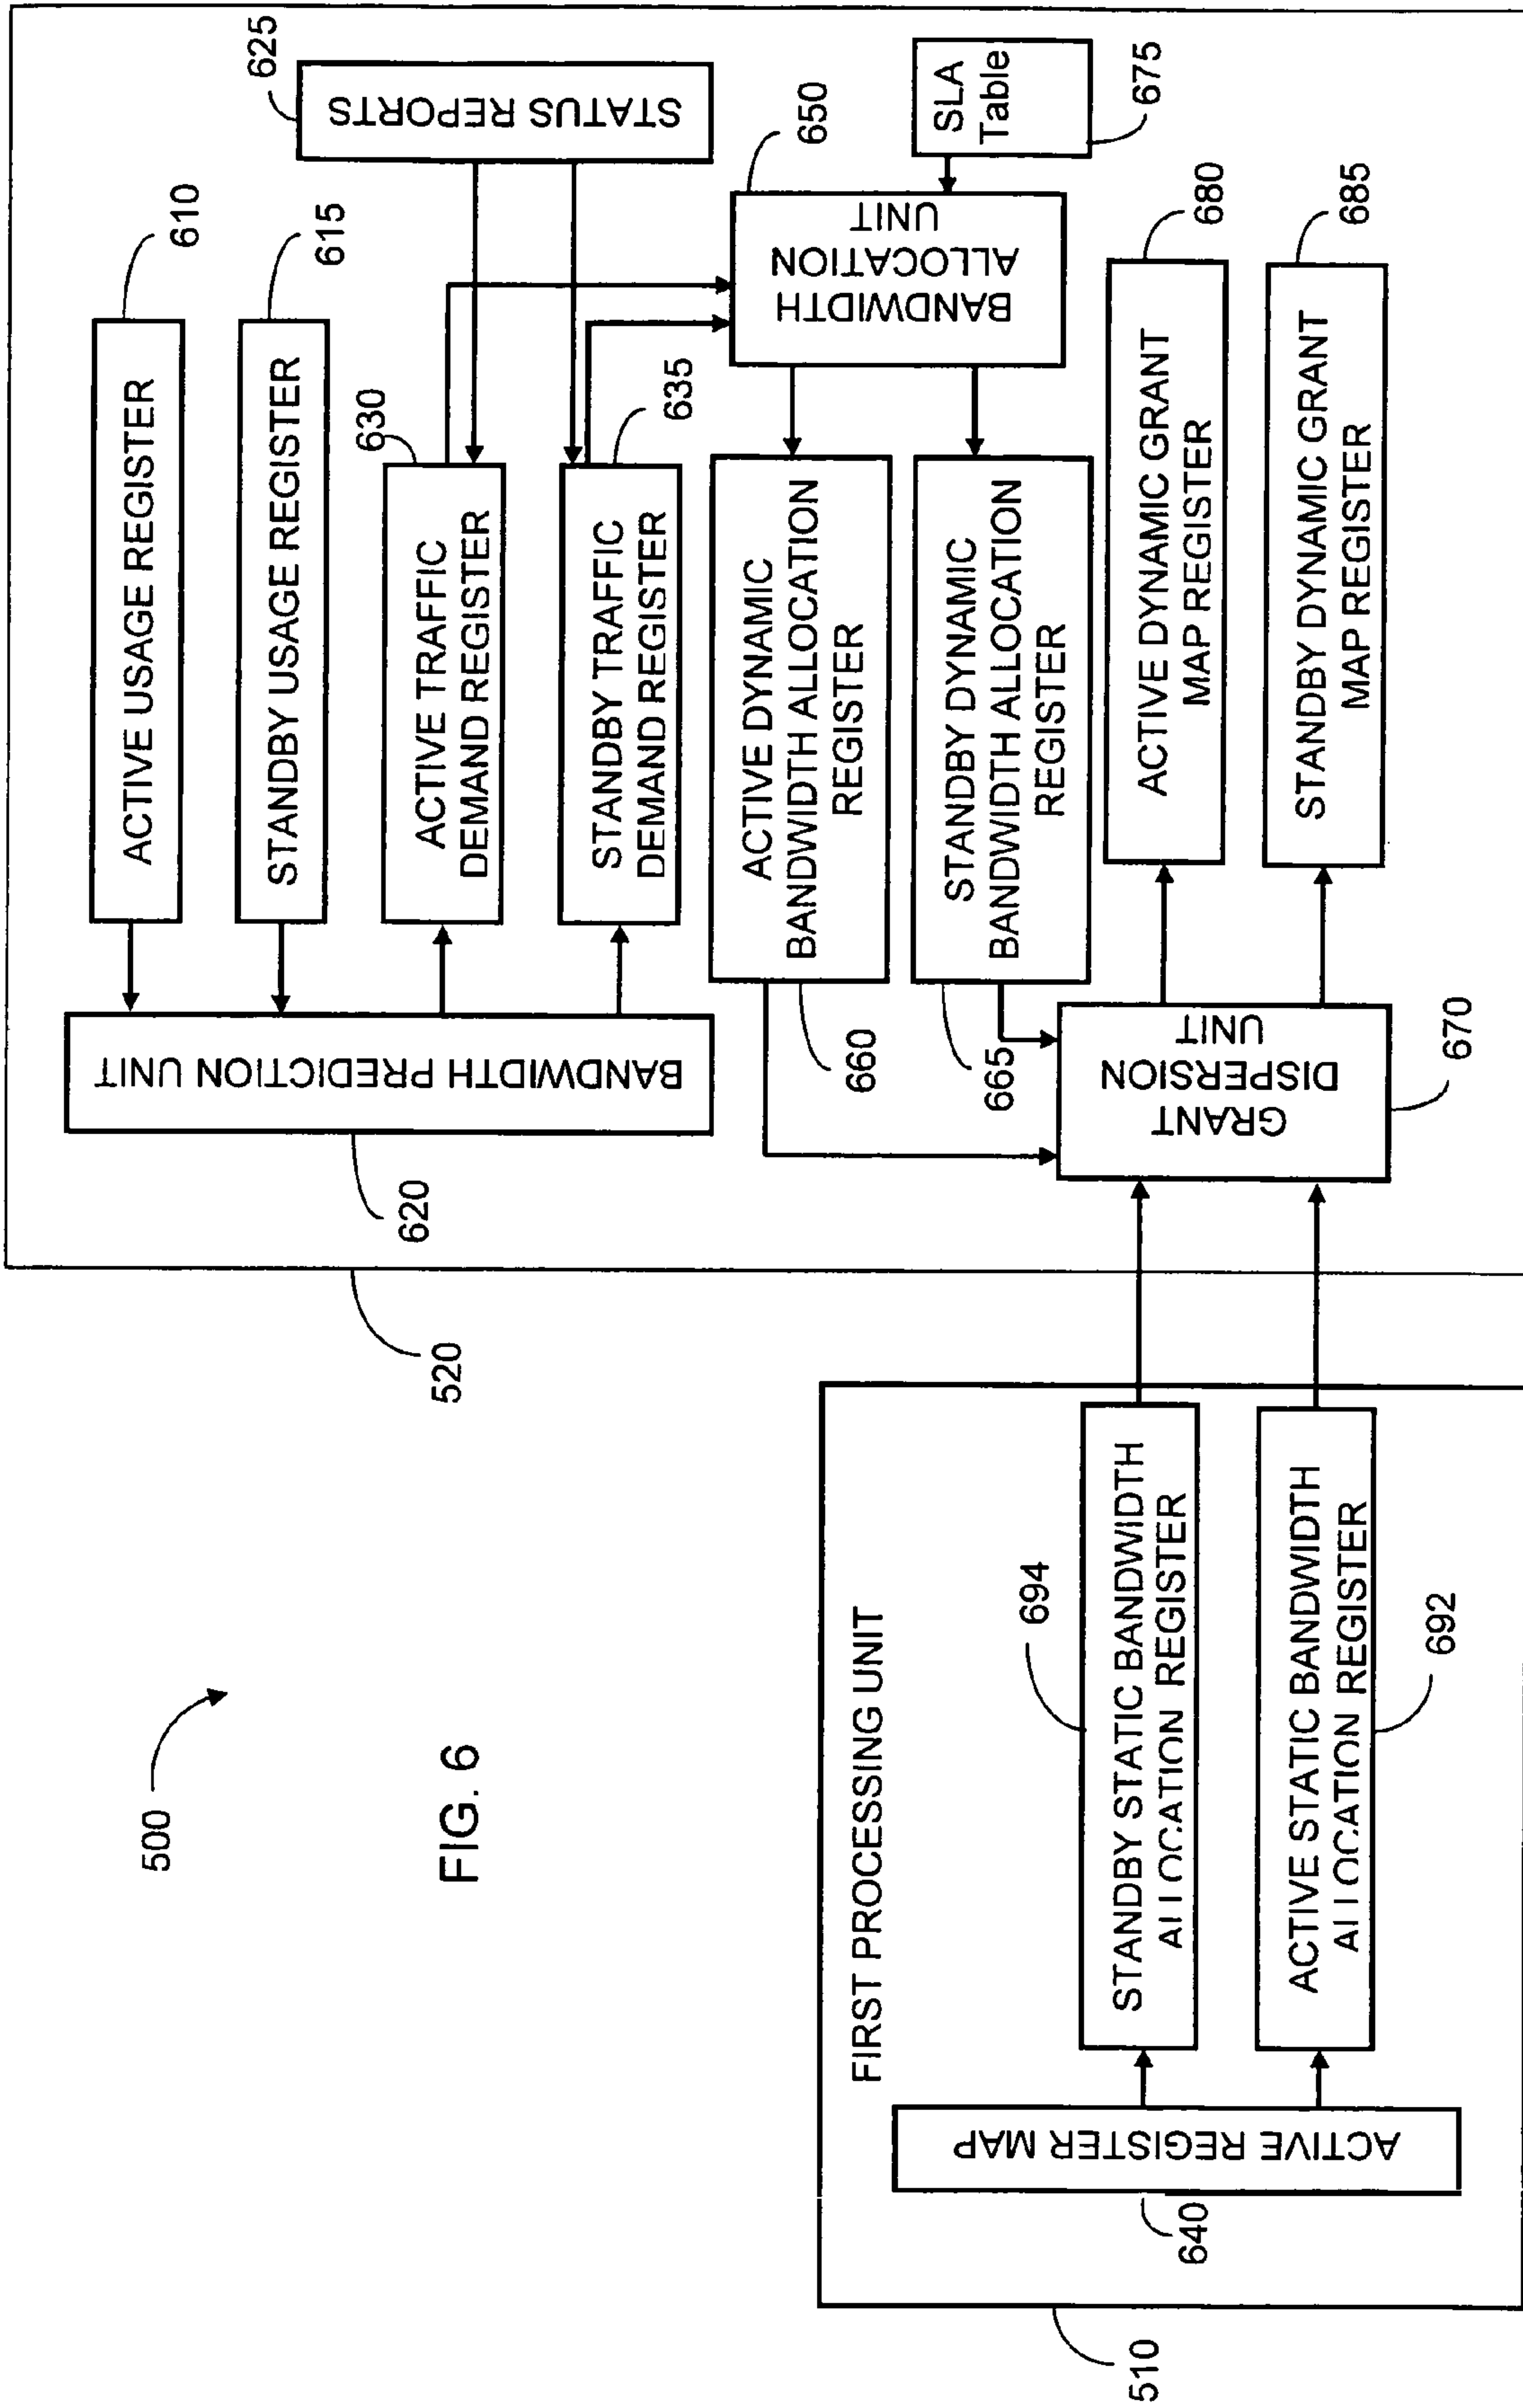 500
FIG. 6
520
620
BANDWIDTH PREDICTION UNIT
ACTIVE USAGE REGISTER
610
STANDBY USAGE REGISTER
615
625
STATUS REPORTS
630
ACTIVE TRAFFIC
DEMAND REGISTER
STANDBY TRAFFIC
DEMAND REGISTER
635
650
BANDWIDTH
ALLOCATION
UNIT
SLA
Table
675
ACTIVE DYNAMIC
BANDWIDTH ALLOCATION
REGISTER
660
STANDBY DYNAMIC
BANDWIDTH ALLOCATION
REGISTER
665
GRANT
DISPERSION
UNIT
670
ACTIVE DYNAMIC GRANT
MAP REGISTER
680
STANDBY DYNAMIC GRANT
MAP REGISTER
685
510
FIRST PROCESSING UNIT
640
ACTIVE REGISTER MAP
694
STANDBY STATIC BANDWIDTH
ALLOCATION REGISTER
ACTIVE STATIC BANDWIDTH
ALLOCATION REGISTER
692